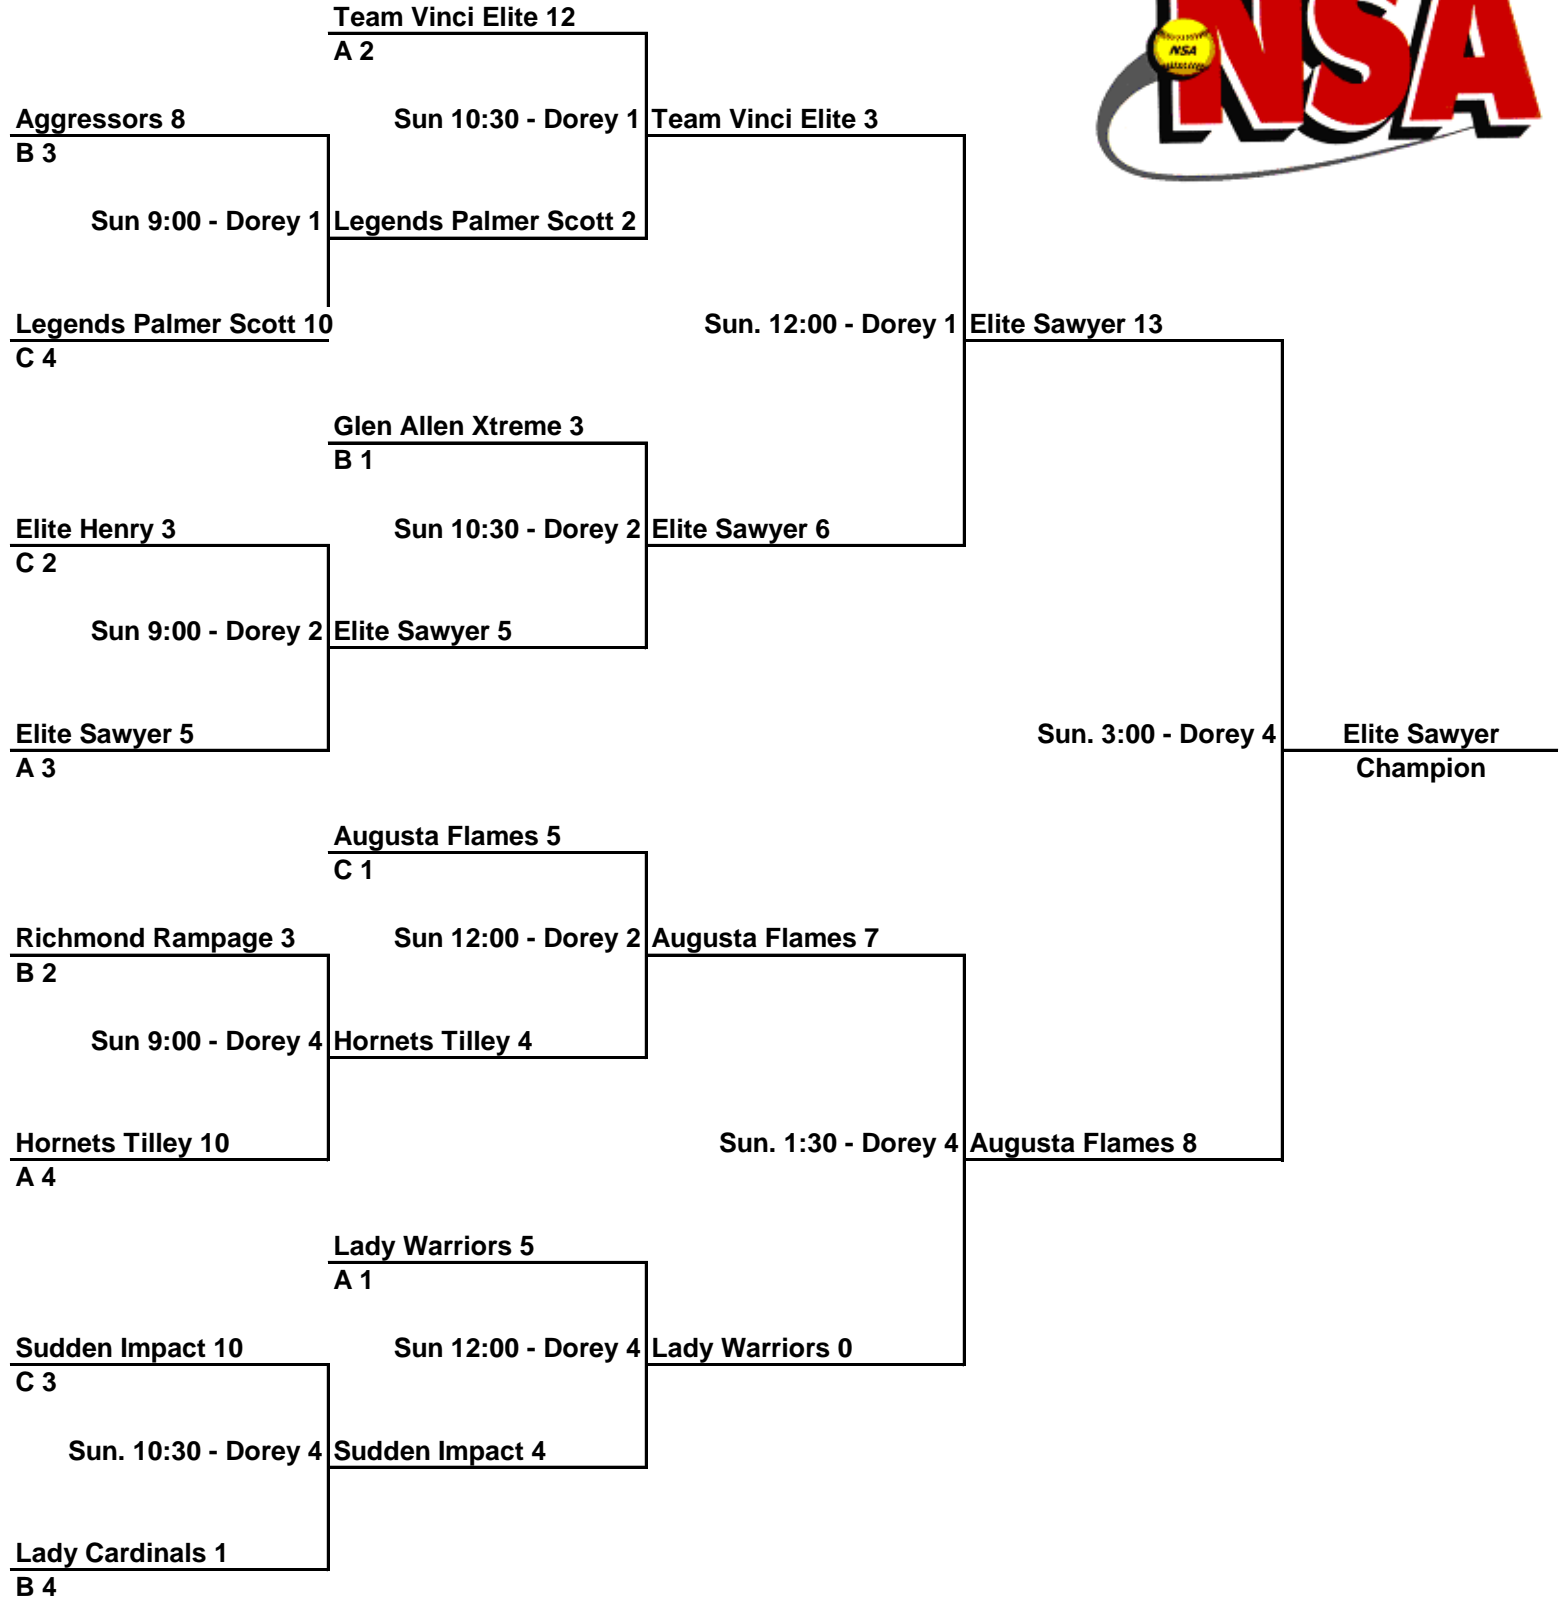 Team Vinci Elite 12
A 2
NSA
NSA
Aggressors 8
Sun 10:30 - Dorey 1 Team Vinci Elite 3
B 3
Sun 9:00 - Dorey 1 Legends Palmer Scott 2
Legends Palmer Scott 10
Sun. 12:00 - Dorey 1 Elite Sawyer 13
C 4
Glen Allen Xtreme 3
B 1
Elite Henry 3
Sun 10:30 - Dorey 2 Elite Sawyer 6
C 2
Sun 9:00 - Dorey 2 Elite Sawyer 5
Elite Sawyer 5
Sun. 3:00 - Dorey 4 Elite Sawyer
A 3
Champion
Augusta Flames 5
C 1
Richmond Rampage 3
Sun 12:00 - Dorey 2 Augusta Flames 7
B 2
Sun 9:00 - Dorey 4 Hornets Tilley 4
Hornets Tilley 10
Sun. 1:30 - Dorey 4 Augusta Flames 8
A 4
Lady Warriors 5
A 1
Sudden Impact 10
Sun 12:00 - Dorey 4 Lady Warriors 0
C 3
Sun. 10:30 - Dorey 4 Sudden Impact 4
Lady Cardinals 1
B 4